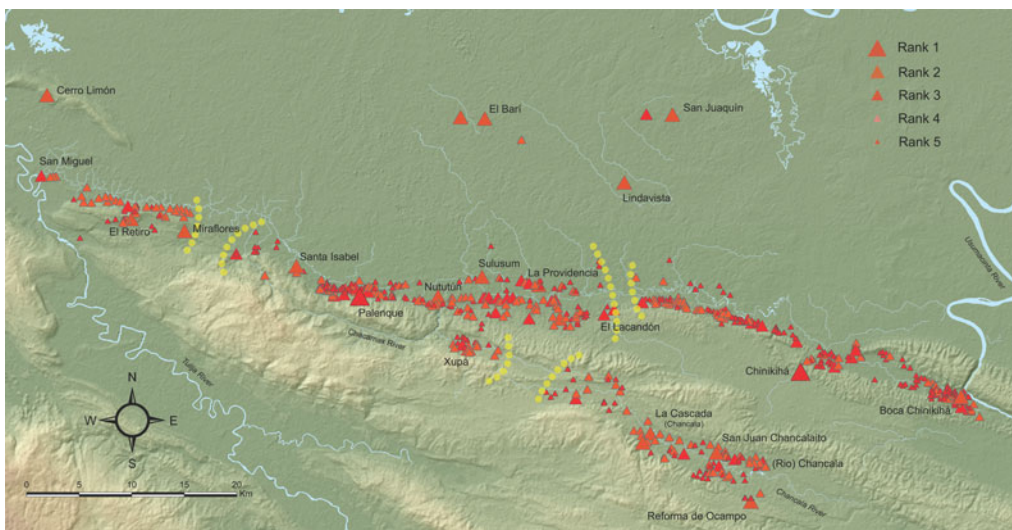 Rank 1
Rank 2
Rank 3
Rank 4
Rank 5
Cerro Limón
El Barí
San Juaquín
San Miguel
Lindavista
El Retiro
Miraflores
Santa Isabel
Sulusum
La Providencia
Nututún
Palenque
El Lacandón
Usumacinta River
Chacamax River
Xupá
Tulijá River
Chinikihá
Boca Chinikihá
N
W
E
S
La Cascada
(Chancala)
San Juan Chancalaito
(Rio) Chancala
Chancala River
Reforma de Ocampo
0 5 10 15 20
Km